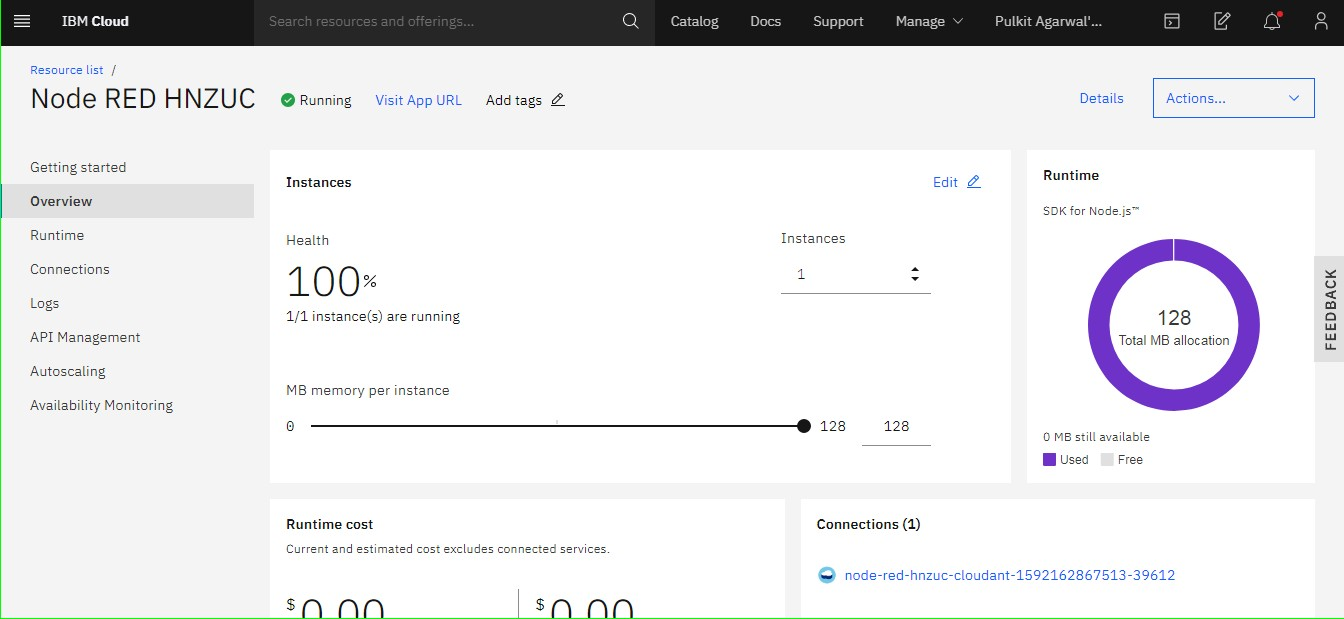 IBM Cloud
Search resources and offerings...
Catalog
Docs
Support
Manage
Pulkit Agarwal'...
Resource list /
Node RED HNZUC
Running
Visit App URL
Add tags
Details
Actions...
Getting started
Overview
Runtime
Connections
Logs
API Management
Autoscaling
Availability Monitoring
Instances
Edit
Health
100%
1/1 instance(s) are running
Instances
1
MB memory per instance
0
128
128
Runtime
SDK for Node.js™
128
Total MB allocation
0 MB still available
Used
Free
FEEDBACK
Runtime cost
Current and estimated cost excludes connected services.
$0.00
$0.00
Connections (1)
node-red-hnzuc-cloudant-1592162867513-39612